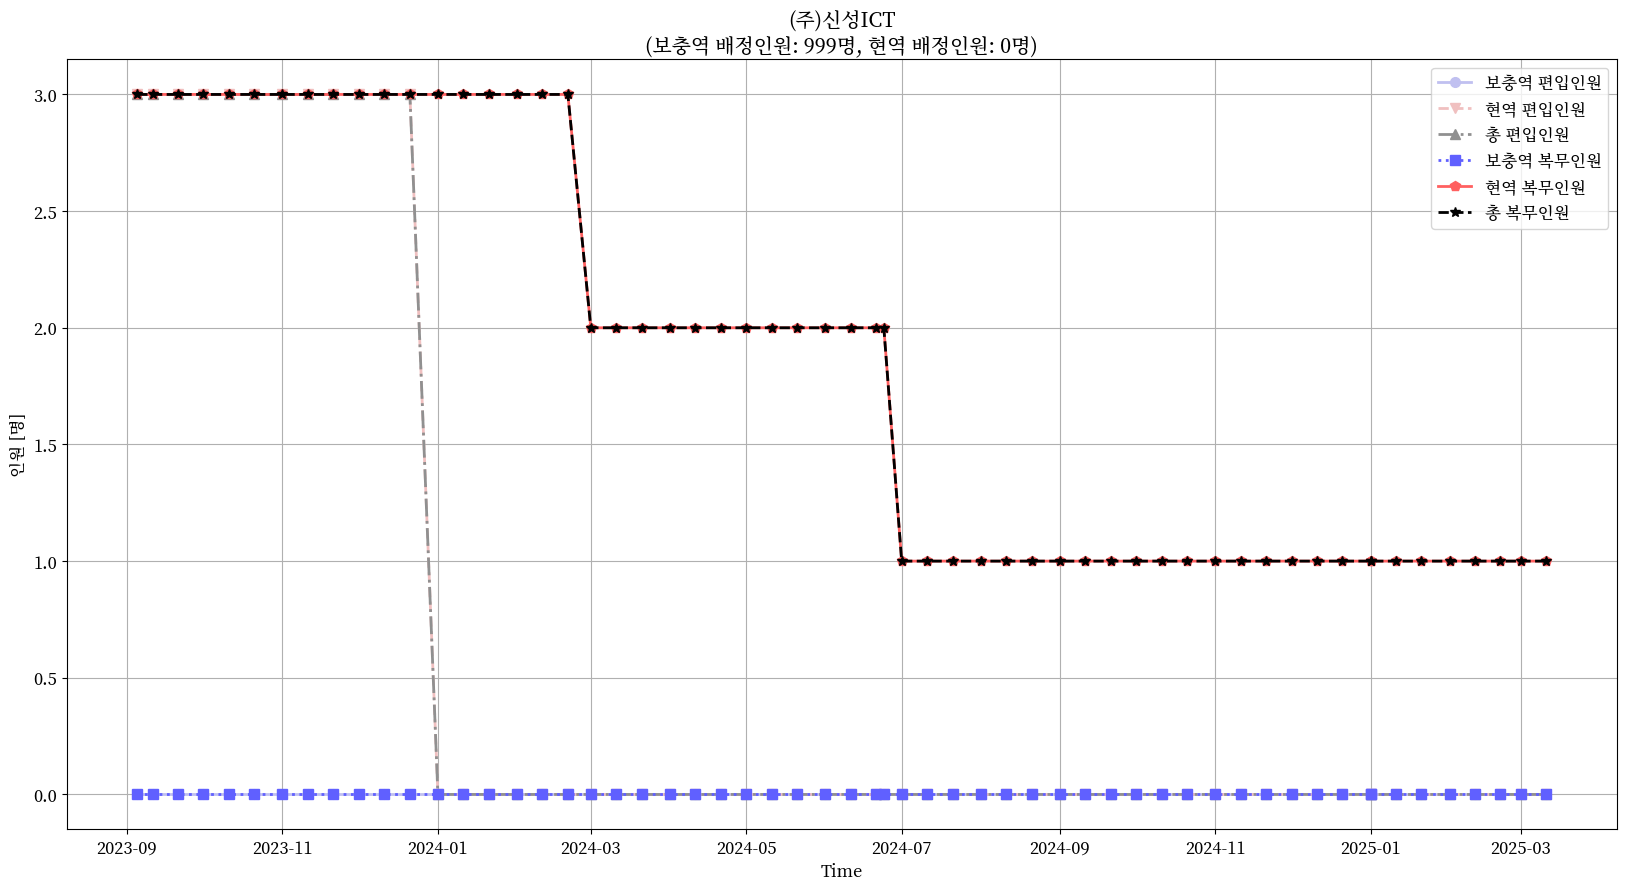 (주)신성ICT
(보충역 배정인원: 999명, 현역 배정인원: 0명)
보충역 편입인원
현역 편입인원
총 편입인원
보충역 복무인원
현역 복무인원
총 복무인원
3.0
2.5
2.0
1.5
1.0
0.5
0.0
인원 [명]
2023-09
2023-11
2024-01
2024-03
2024-05
2024-07
2024-09
2024-11
2025-01
2025-03
Time